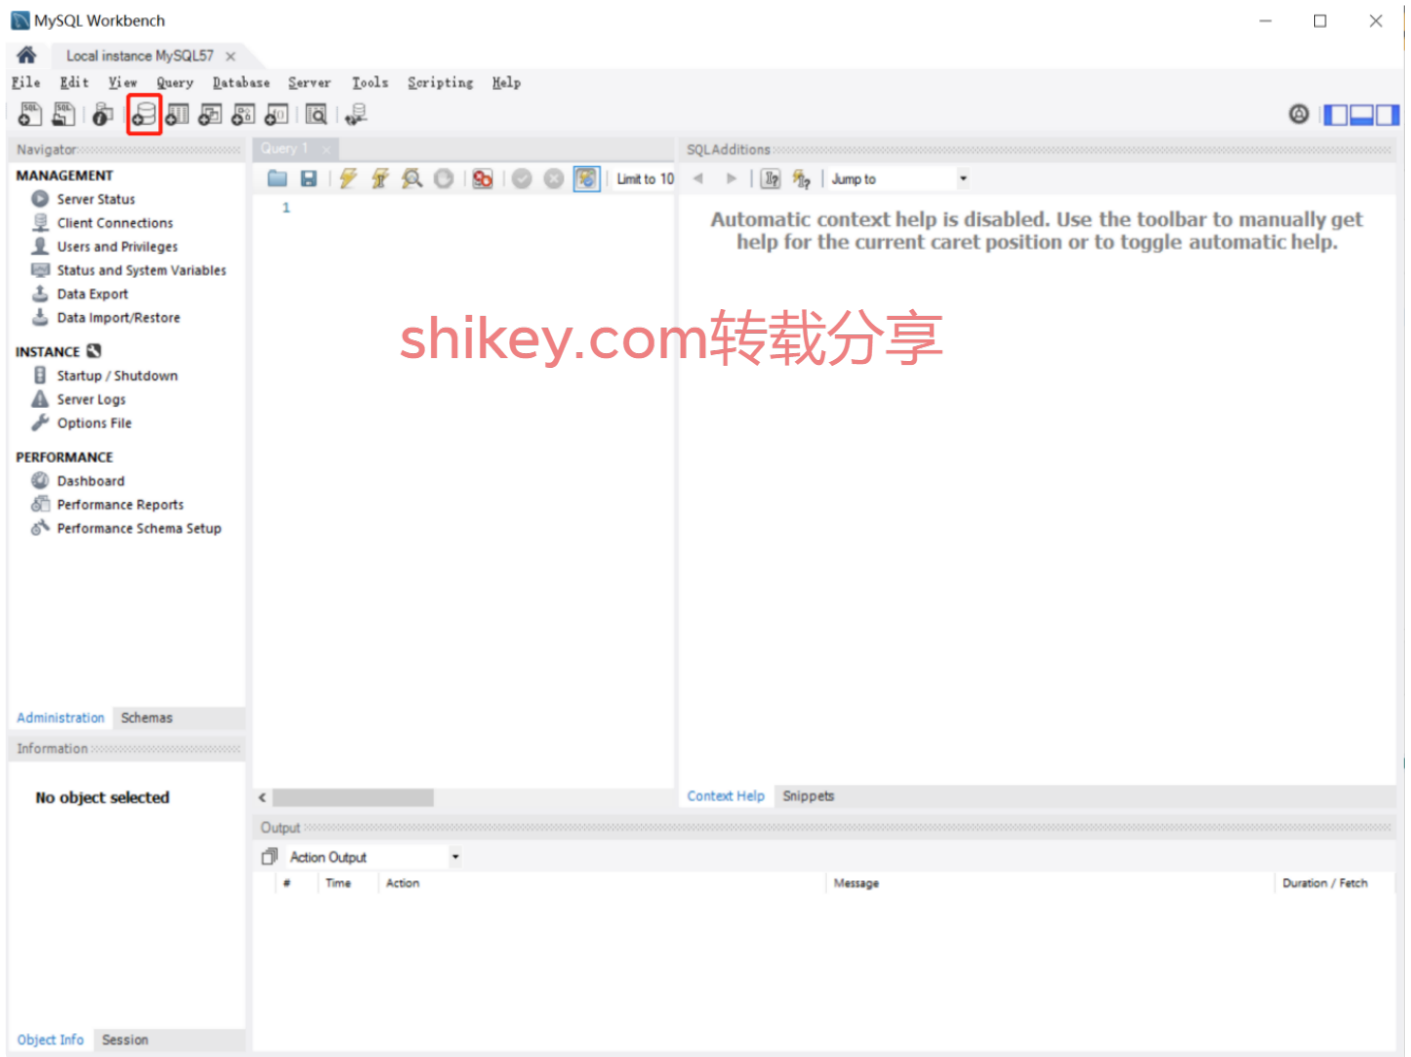 MySQL Workbench
Local instance MySQL57
File Edit View Query Database Server Tools Scripting Help
Navigator
MANAGEMENT
Server Status
Client Connections
Users and Privileges
Status and System Variables
Data Export
Data Import/Restore
INSTANCE
Startup / Shutdown
Server Logs
Options File
PERFORMANCE
Dashboard
Performance Reports
Performance Schema Setup
Administration Schemas
Information
No object selected
Object Info Session
Query 1
Limit to 10
1
SQLAdditions
Jump to
Automatic context help is disabled. Use the toolbar to manually get
help for the current caret position or to toggle automatic help.
shikey.com转载分享
Context Help Snippets
Output
Action Output
# Time Action Message Duration / Fetch